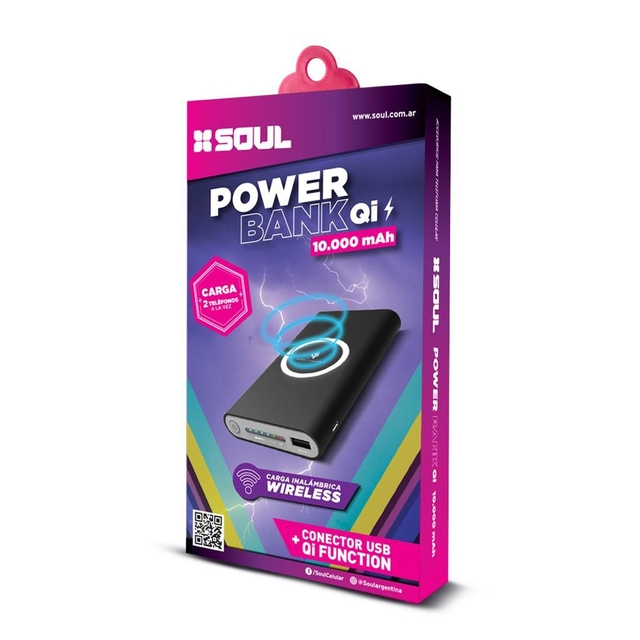 www.soul.com.ar
SOUL
POWER
BANK Qi
10.000 mAh
CARGA
2 TELÉFONOS
A LA VEZ
CARGA INALÁMBRICA
WIRELESS
+ CONECTOR USB
Qi FUNCTION
/SoulCelular @Soulargentina
SOUL POWER BANK Qi 10.000 mAh